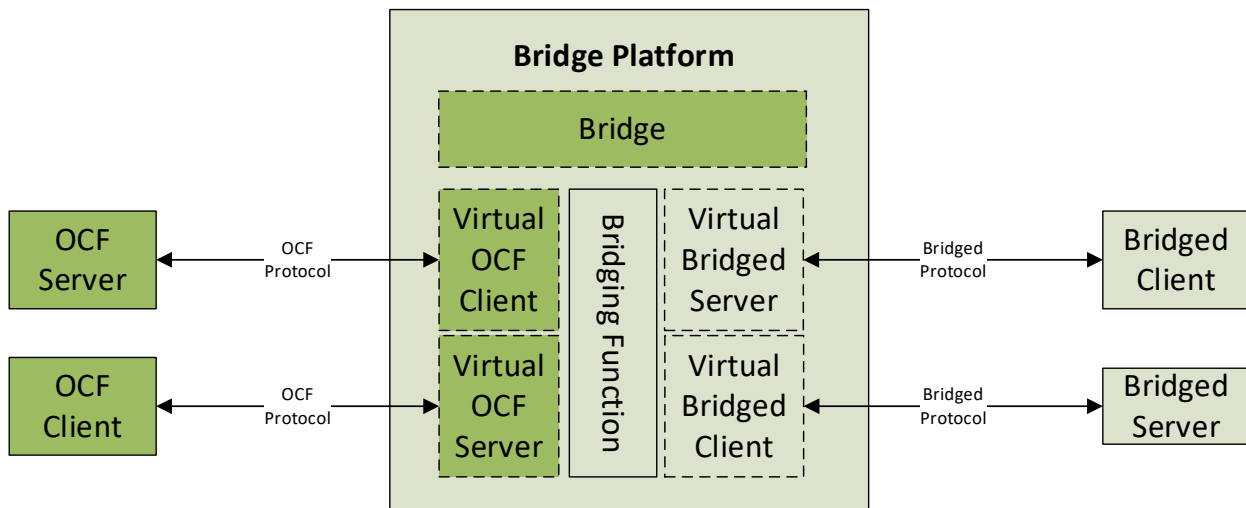 Bridge Platform
Bridge
OCF
Server
OCF
Protocol
Virtual
OCF
Client
Bridging Function
Virtual
Bridged
Server
Bridged
Protocol
Bridged
Client
OCF
Client
OCF
Protocol
Virtual
OCF
Server
Virtual
Bridged
Client
Bridged
Protocol
Bridged
Server